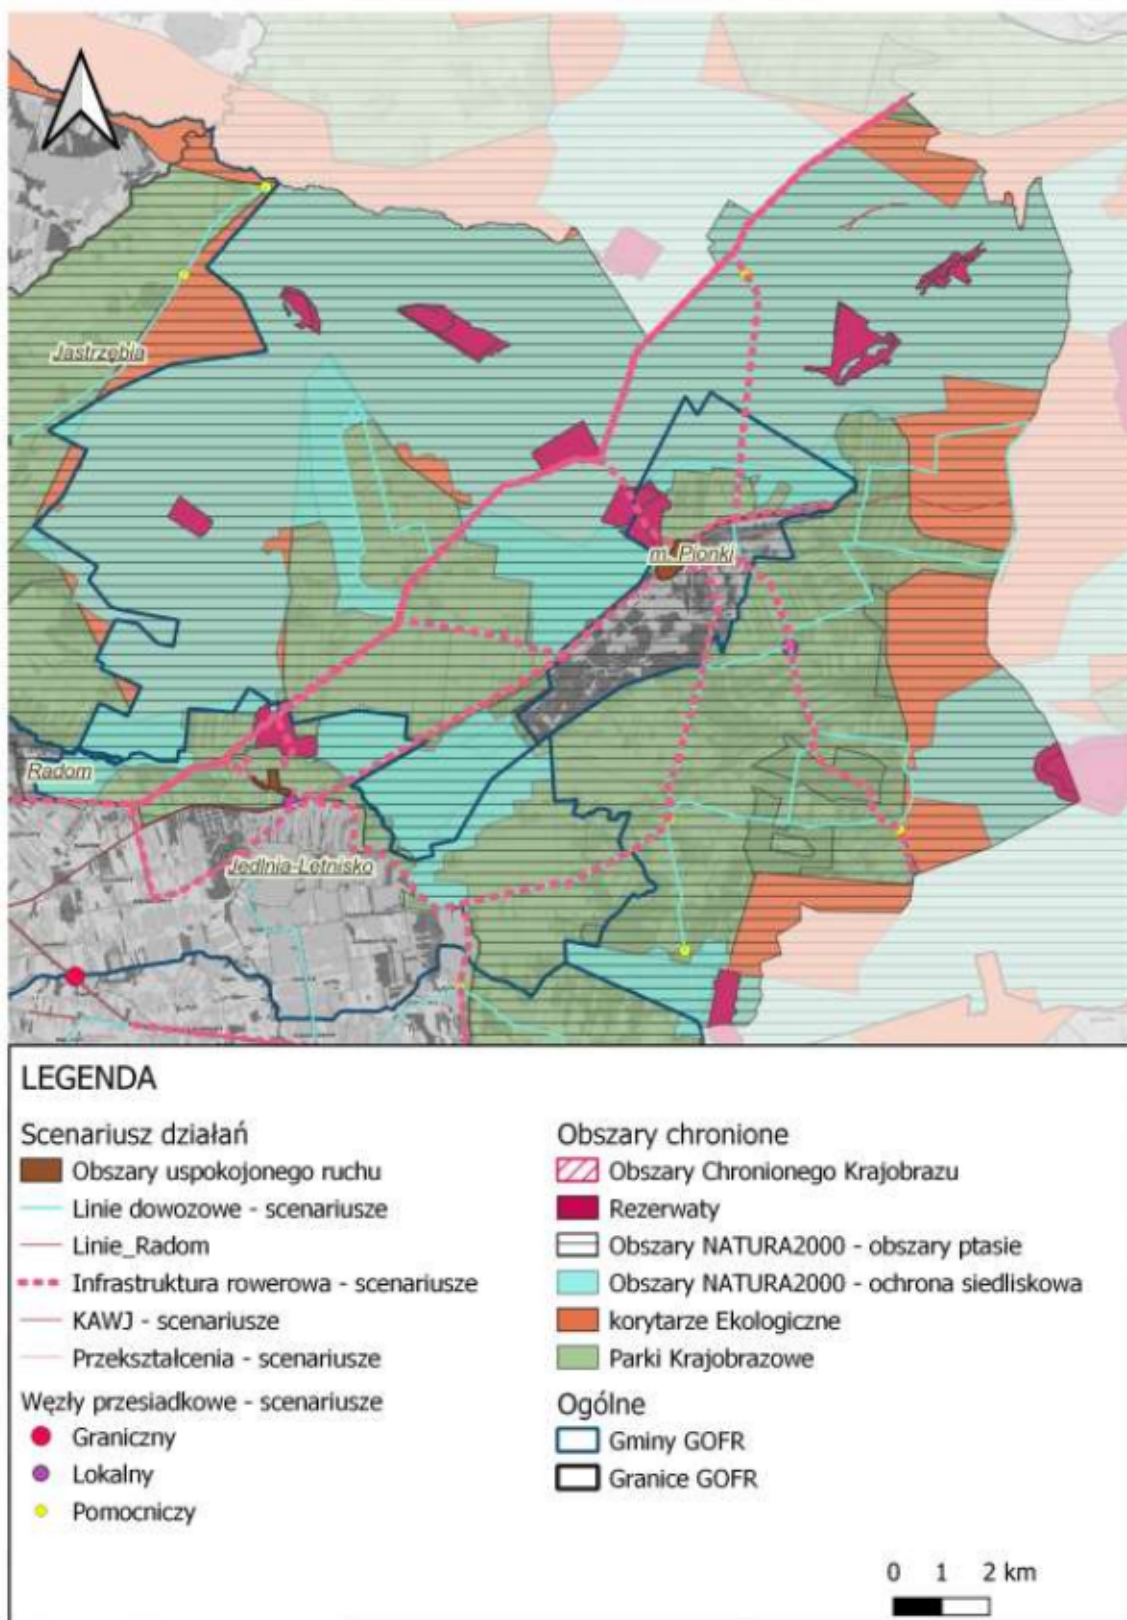 Jastrzębia
m. Pionki
Radom
Jedlnia-Letnisko
LEGENDA
Scenariusz działań
Obszary uspokojonego ruchu
Linie dowozowe - scenariusze
Linie_Radom
Infrastruktura rowerowa - scenariusze
KAWJ - scenariusze
Przekształcenia - scenariusze
Węzły przesiadkowe - scenariusze
Graniczny
Lokalny
Pomocniczy
Obszary chronione
Obszary Chronionego Krajobrazu
Rezerwaty
Obszary NATURA2000 - obszary ptasie
Obszary NATURA2000 - ochrona siedliskowa
korytarze Ekologiczne
Parki Krajobrazowe
Ogólne
Gminy GOFR
Granice GOFR
0 1 2 km